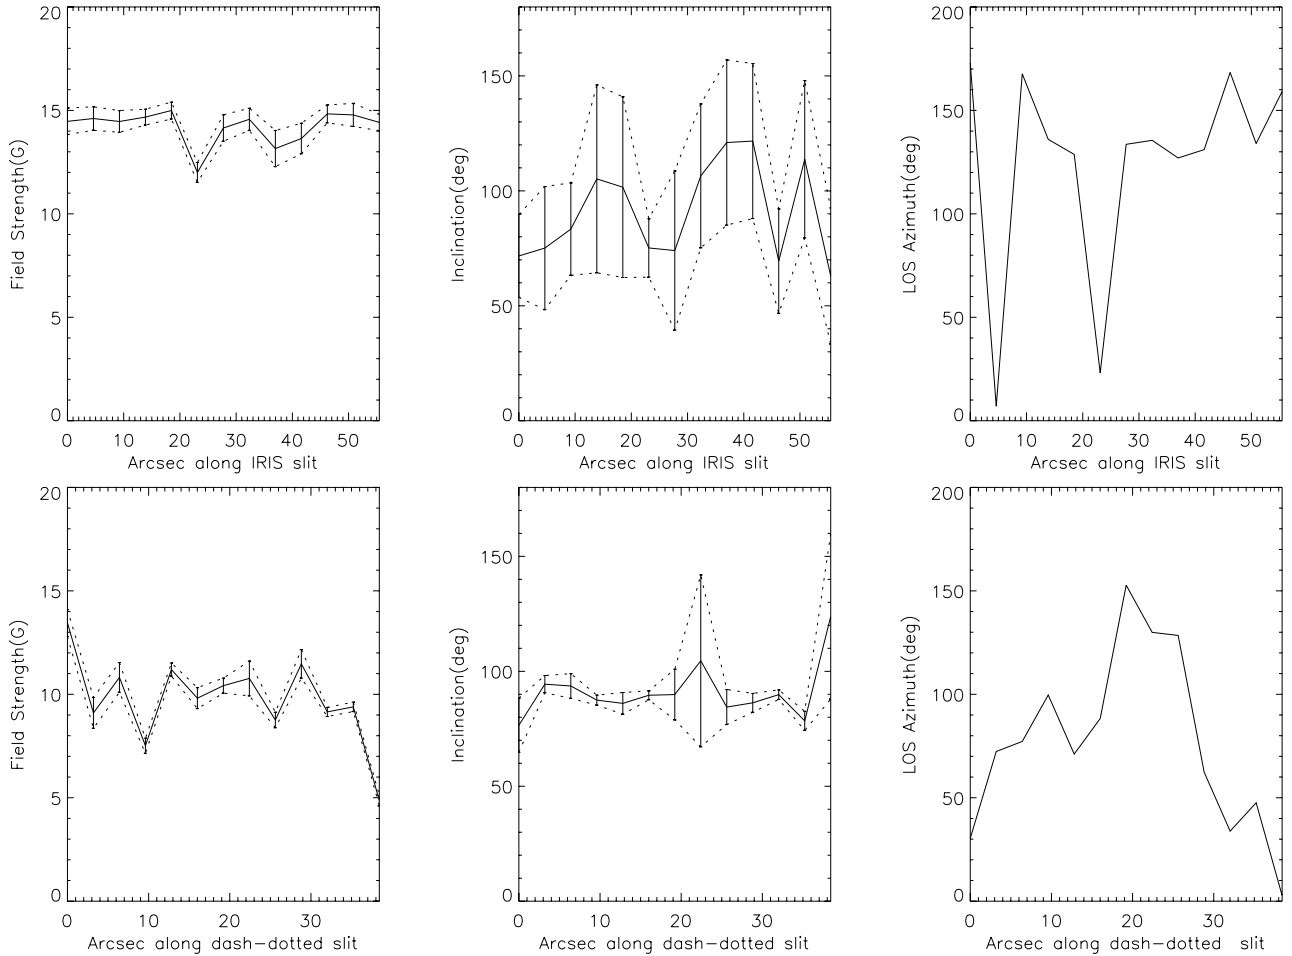 20
15
10
5
0
Field Strength(G)
0 10 20 30 40 50
Arcsec along IRIS slit
150
100
50
0
Inclination(deg)
0 10 20 30 40 50
Arcsec along IRIS slit
200
150
100
50
0
LOS Azimuth(deg)
0 10 20 30 40 50
Arcsec along IRIS slit
20
15
10
5
0
Field Strength(G)
0 10 20 30
Arcsec along dash-dotted slit
150
100
50
0
Inclination(deg)
0 10 20 30
Arcsec along dash-dotted slit
200
150
100
50
0
LOS Azimuth(deg)
0 10 20 30
Arcsec along dash-dotted slit